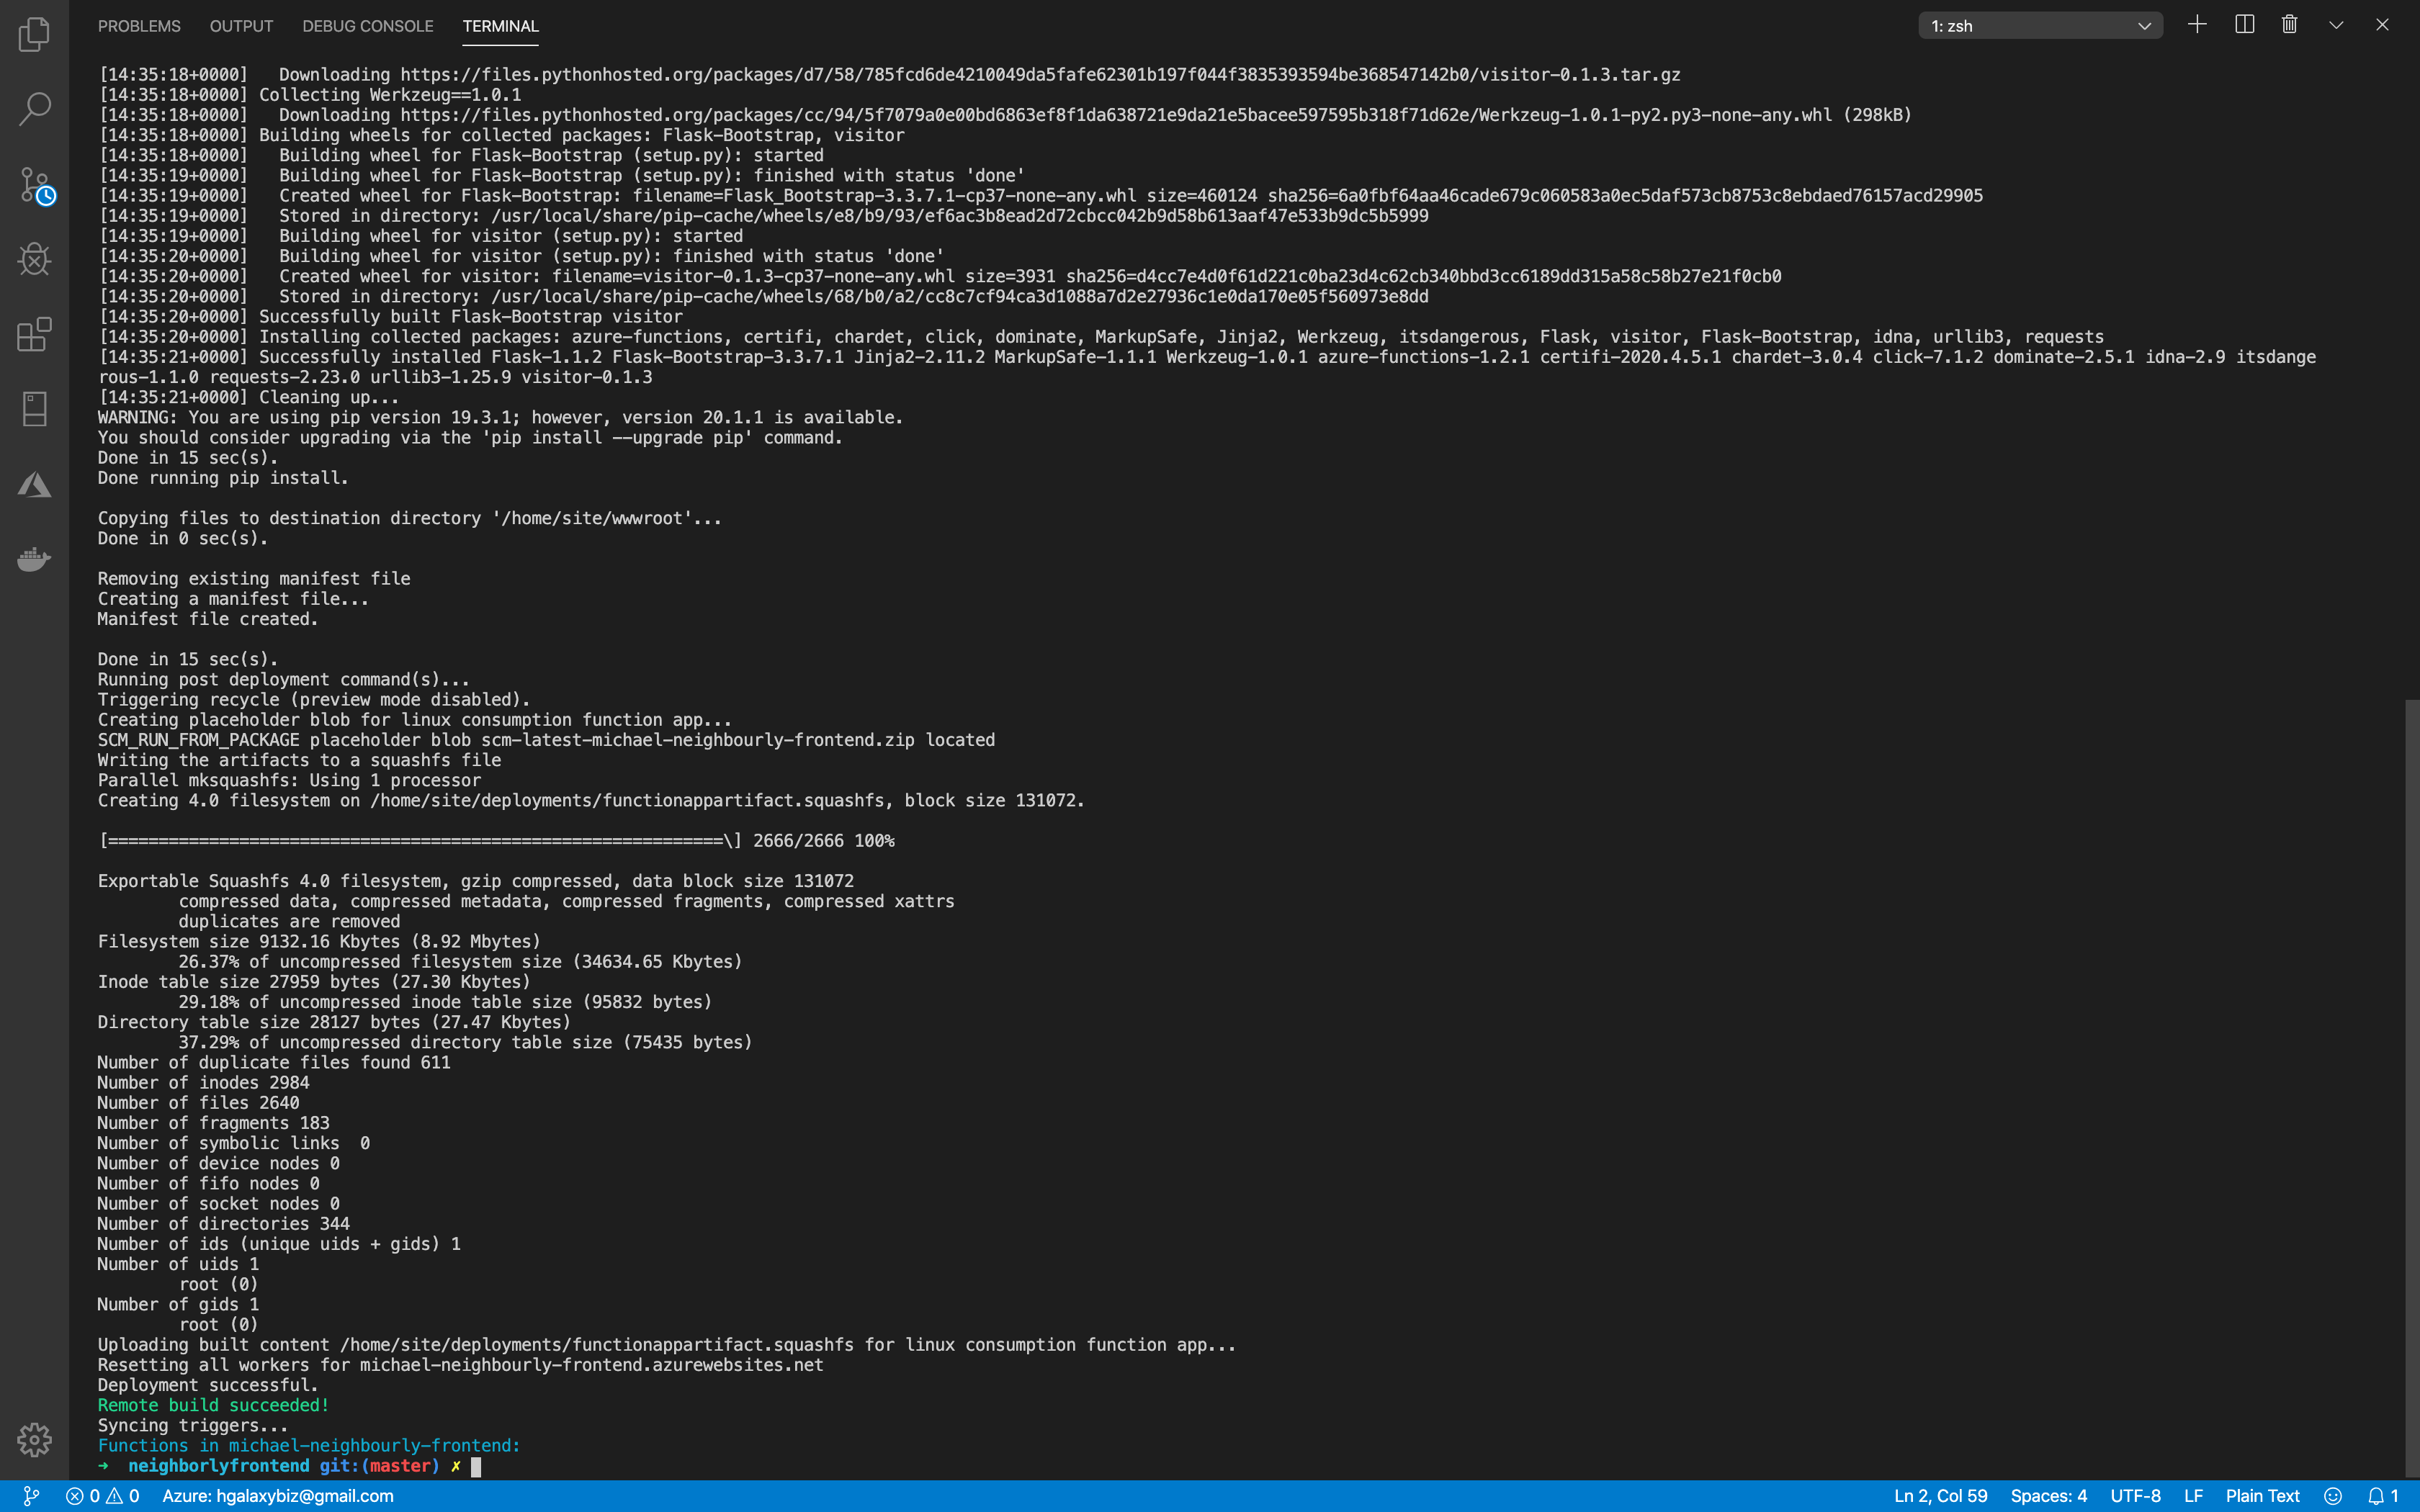 PROBLEMS OUTPUT DEBUG CONSOLE TERMINAL 1: zsh
[14:35:18+0000]   Downloading https://files.pythonhosted.org/packages/d7/58/785fcd6de4210049da5fafe62301b197f044f3835393594be368547142b0/visitor-0.1.3.tar.gz
[14:35:18+0000] Collecting Werkzeug==1.0.1
[14:35:18+0000]   Downloading https://files.pythonhosted.org/packages/cc/94/5f7079a0e00bd6863ef8f1da638721e9da21e5bacee597595b318f71d62e/Werkzeug-1.0.1-py2.py3-none-any.whl (298kB)
[14:35:18+0000] Building wheels for collected packages: Flask-Bootstrap, visitor
[14:35:18+0000]   Building wheel for Flask-Bootstrap (setup.py): started
[14:35:19+0000]   Building wheel for Flask-Bootstrap (setup.py): finished with status 'done'
[14:35:19+0000]   Created wheel for Flask-Bootstrap: filename=Flask_Bootstrap-3.3.7.1-cp37-none-any.whl size=460124 sha256=6a0fbf64aa46cade679c060583a0ec5daf573cb8753c8ebdaed76157acd29905
[14:35:19+0000]   Stored in directory: /usr/local/share/pip-cache/wheels/e8/b9/93/ef6ac3b8ead2d72cbcc042b9d58b613aaf47e533b9dc5b5999
[14:35:19+0000]   Building wheel for visitor (setup.py): started
[14:35:20+0000]   Building wheel for visitor (setup.py): finished with status 'done'
[14:35:20+0000]   Created wheel for visitor: filename=visitor-0.1.3-cp37-none-any.whl size=3931 sha256=d4cc7e4d0f61d221c0ba23d4c62cb340bbd3cc6189dd315a58c58b27e21f0cb0
[14:35:20+0000]   Stored in directory: /usr/local/share/pip-cache/wheels/68/b0/a2/cc8c7cf94ca3d1088a7d2e27936c1e0da170e05f560973e8dd
[14:35:20+0000] Successfully built Flask-Bootstrap visitor
[14:35:20+0000] Installing collected packages: azure-functions, certifi, chardet, click, dominate, MarkupSafe, Jinja2, Werkzeug, itsdangerous, Flask, visitor, Flask-Bootstrap, idna, urllib3, requests
[14:35:21+0000] Successfully installed Flask-1.1.2 Flask-Bootstrap-3.3.7.1 Jinja2-2.11.2 MarkupSafe-1.1.1 Werkzeug-1.0.1 azure-functions-1.2.1 certifi-2020.4.5.1 chardet-3.0.4 click-7.1.2 dominate-2.5.1 idna-2.9 itsdange
rous-1.1.0 requests-2.23.0 urllib3-1.25.9 visitor-0.1.3
[14:35:21+0000] Cleaning up...
WARNING: You are using pip version 19.3.1; however, version 20.1.1 is available.
You should consider upgrading via the 'pip install --upgrade pip' command.
Done in 15 sec(s).
Done running pip install.
Copying files to destination directory '/home/site/wwwroot'...
Done in 0 sec(s).
Removing existing manifest file
Creating a manifest file...
Manifest file created.
Done in 15 sec(s).
Running post deployment command(s)...
Triggering recycle (preview mode disabled).
Creating placeholder blob for linux consumption function app...
SCM_RUN_FROM_PACKAGE placeholder blob scm-latest-michael-neighbourly-frontend.zip located
Writing the artifacts to a squashfs file
Parallel mksquashfs: Using 1 processor
Creating 4.0 filesystem on /home/site/deployments/functionappartifact.squashfs, block size 131072.
[=============================================================\] 2666/2666 100%
Exportable Squashfs 4.0 filesystem, gzip compressed, data block size 131072
        compressed data, compressed metadata, compressed fragments, compressed xattrs
        duplicates are removed
Filesystem size 9132.16 Kbytes (8.92 Mbytes)
        26.37% of uncompressed filesystem size (34634.65 Kbytes)
Inode table size 27959 bytes (27.30 Kbytes)
        29.18% of uncompressed inode table size (95832 bytes)
Directory table size 28127 bytes (27.47 Kbytes)
        37.29% of uncompressed directory table size (75435 bytes)
Number of duplicate files found 611
Number of inodes 2984
Number of files 2640
Number of fragments 183
Number of symbolic links  0
Number of device nodes 0
Number of fifo nodes 0
Number of socket nodes 0
Number of directories 344
Number of ids (unique uids + gids) 1
Number of uids 1
        root (0)
Number of gids 1
        root (0)
Uploading built content /home/site/deployments/functionappartifact.squashfs for linux consumption function app...
Resetting all workers for michael-neighbourly-frontend.azurewebsites.net
Deployment successful.
Remote build succeeded!
Syncing triggers...
Functions in michael-neighbourly-frontend:
➜  neighborlyfrontend git:(master) ✗
0 0 Azure: hgalaxybiz@gmail.com Ln 2, Col 59 Spaces: 4 UTF-8 LF Plain Text 1